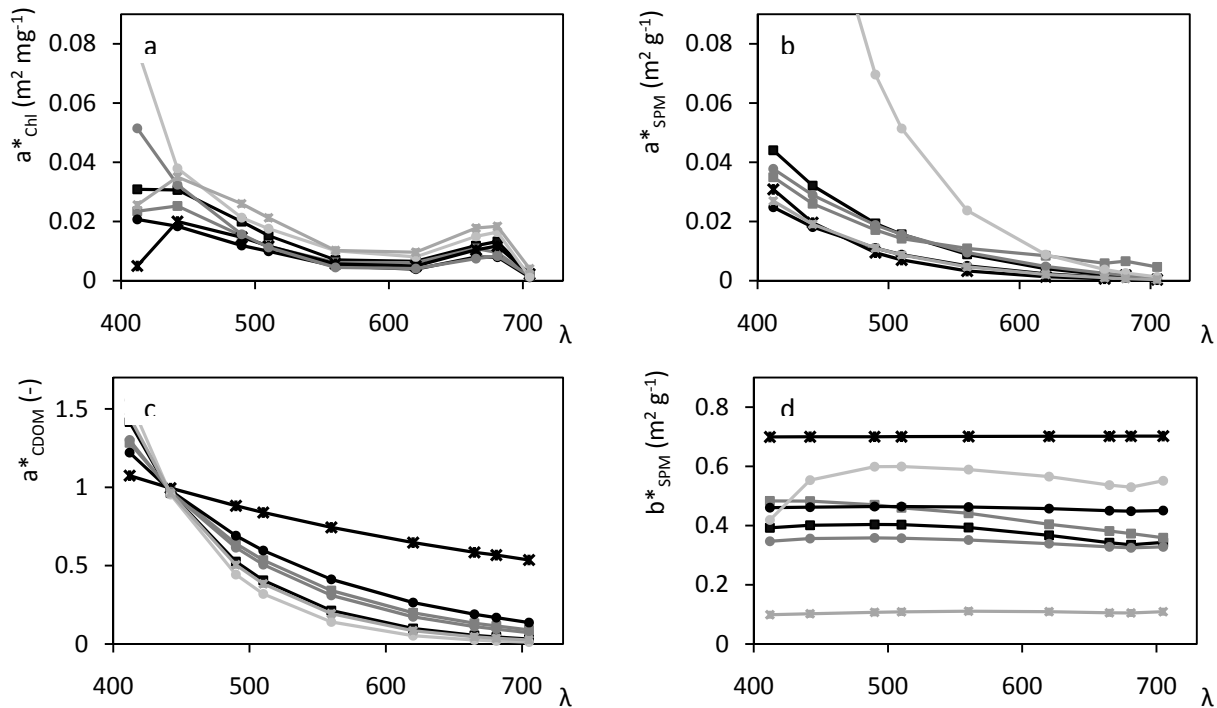 a
a*Chl (m² mg⁻¹)
0.08
0.06
0.04
0.02
0
400 500 600 700 λ
b
a*SPM (m² g⁻¹)
0.08
0.06
0.04
0.02
0
400 500 600 700 λ
c
a*CDOM (-)
1.5
1
0.5
0
400 500 600 700 λ
d
b*SPM (m² g⁻¹)
0.8
0.6
0.4
0.2
0
400 500 600 700 λ